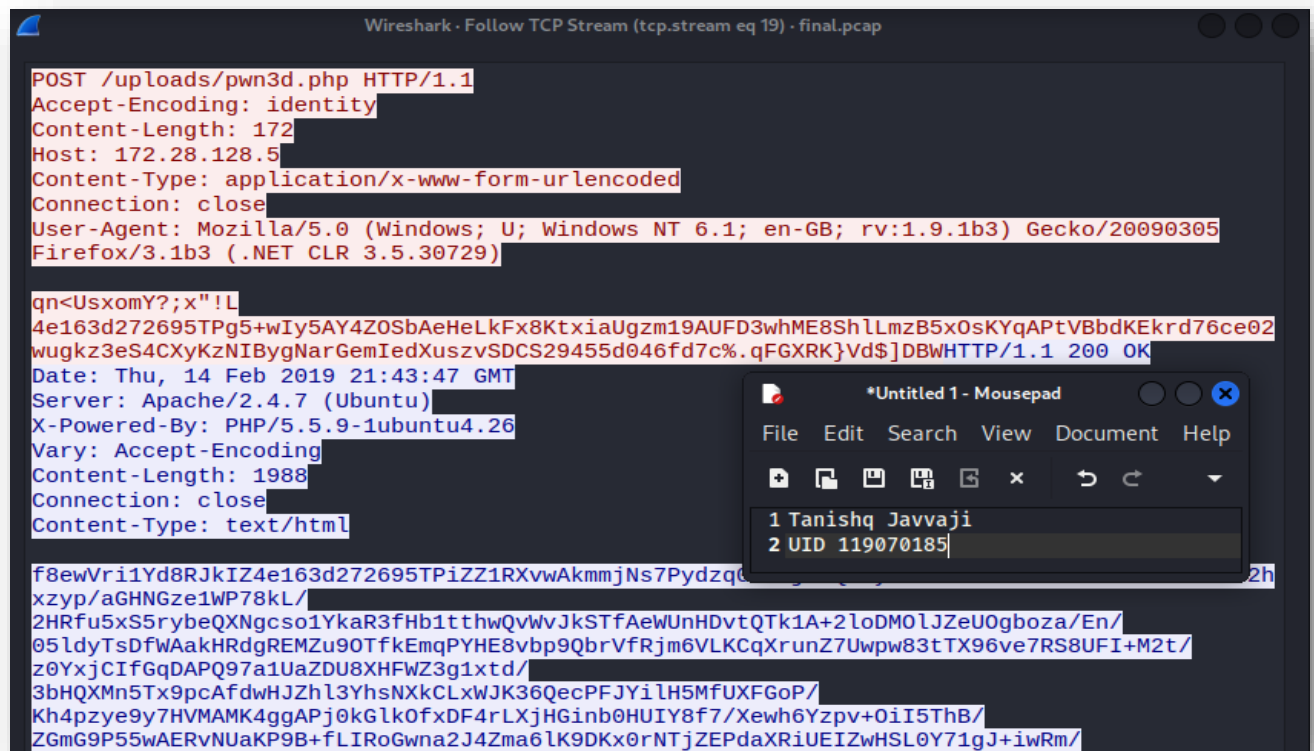 Wireshark · Follow TCP Stream (tcp.stream eq 19) · final.pcap
POST /uploads/pwn3d.php HTTP/1.1
Accept-Encoding: identity
Content-Length: 172
Host: 172.28.128.5
Content-Type: application/x-www-form-urlencoded
Connection: close
User-Agent: Mozilla/5.0 (Windows; U; Windows NT 6.1; en-GB; rv:1.9.1b3) Gecko/20090305
Firefox/3.1b3 (.NET CLR 3.5.30729)
qn<UsxomY?;x"!L
4e163d272695TPg5+wIy5AY4ZOSbAeHeLkFx8KtxiaUgzm19AUFD3whME8ShlLmzB5xOsKYqAPtVBbdKEkrd76ce02
wugkz3eS4CXyKzNIBygNarGemIedXuszvSDCS29455d046fd7c%.qFGXRK}Vd$]DBWHTTP/1.1 200 OK
Date: Thu, 14 Feb 2019 21:43:47 GMT
Server: Apache/2.4.7 (Ubuntu)
X-Powered-By: PHP/5.5.9-1ubuntu4.26
Vary: Accept-Encoding
Content-Length: 1988
Connection: close
Content-Type: text/html
*Untitled 1 - Mousepad
File Edit Search View Document Help
1 Tanishq Javvaji
2 UID 119070185
f8ewVri1Yd8RJkIZ4e163d272695TPiZZ1RXvwAkmmjNs7Pydzq
xzyp/aGHNGze1WP78kL/
2HRfu5xS5rybeQXNgcso1YkaR3fHb1tthwQvWvJkSTfAeWUnHDvtQTk1A+2loDMOlJZeUOgboza/En/
05ldyTsDfWAakHRdgREMZu9OTfkEmqPYHE8vbp9QbrVfRjm6VLKCqXrunZ7Uwpw83tTX96ve7RS8UFI+M2t/
z0YxjCIfGqDAPQ97a1UaZDU8XHFWZ3g1xtd/
3bHQXMn5Tx9pcAfdwHJZhl3YhsNXkCLxWJK36QecPFJYilH5MfUXFGoP/
Kh4pzye9y7HVMAMK4ggAPj0kGlkOfxDF4rLXjHGinb0HUIY8f7/Xewh6Yzpv+OiI5ThB/
ZGmG9P55wAERvNUaKP9B+fLIRoGwna2J4Zma6lK9DKx0rNTjZEPdaXRiUEIZwHSL0Y71gJ+iwRm/